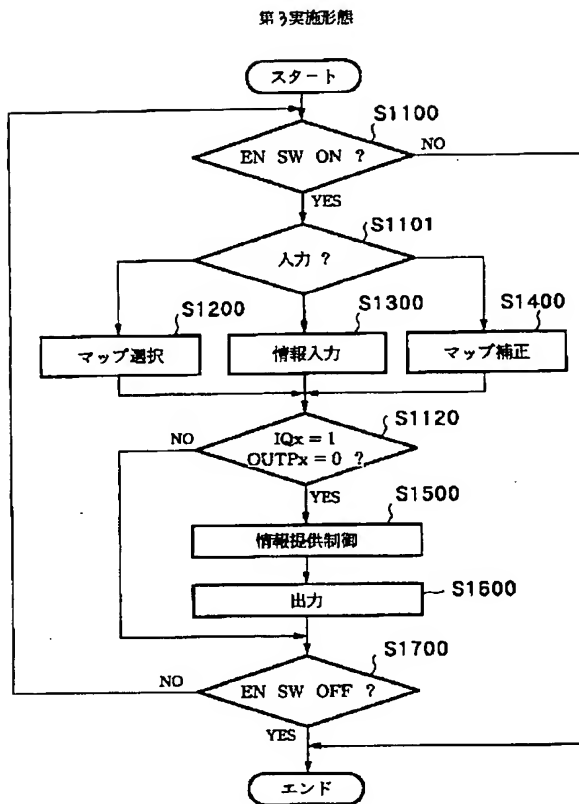 第3実施形態
スタート
S1100
EN SW ON ?
NO
YES
S1101
入力 ?
S1200
マップ選択
S1300
情報入力
S1400
マップ補正
S1120
NO
IQx = 1
OUTPx = 0 ?
YES
S1500
情報提供制御
S1600
出力
S1700
NO
EN SW OFF ?
YES
エンド